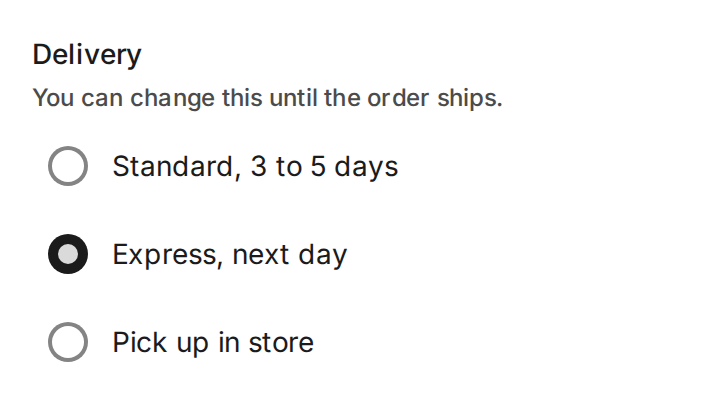 Delivery
You can change this until the order ships.
Standard, 3 to 5 days
Express, next day
Pick up in store